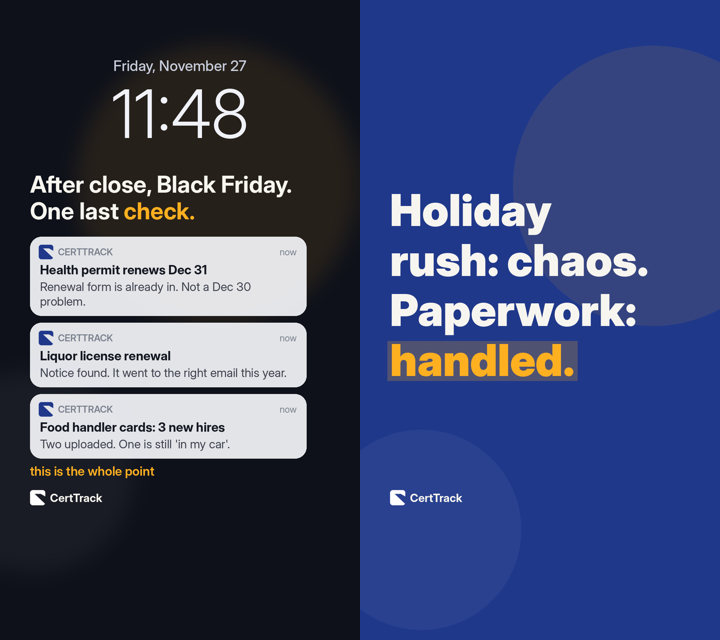 Friday, November 27
11:48
After close, Black Friday.
One last check.
CERTTRACK now
Health permit renews Dec 31
Renewal form is already in. Not a Dec 30
problem.
CERTTRACK now
Liquor license renewal
Notice found. It went to the right email this year.
CERTTRACK now
Food handler cards: 3 new hires
Two uploaded. One is still 'in my car'.
this is the whole point
CertTrack
Holiday
rush: chaos.
Paperwork:
handled.
CertTrack